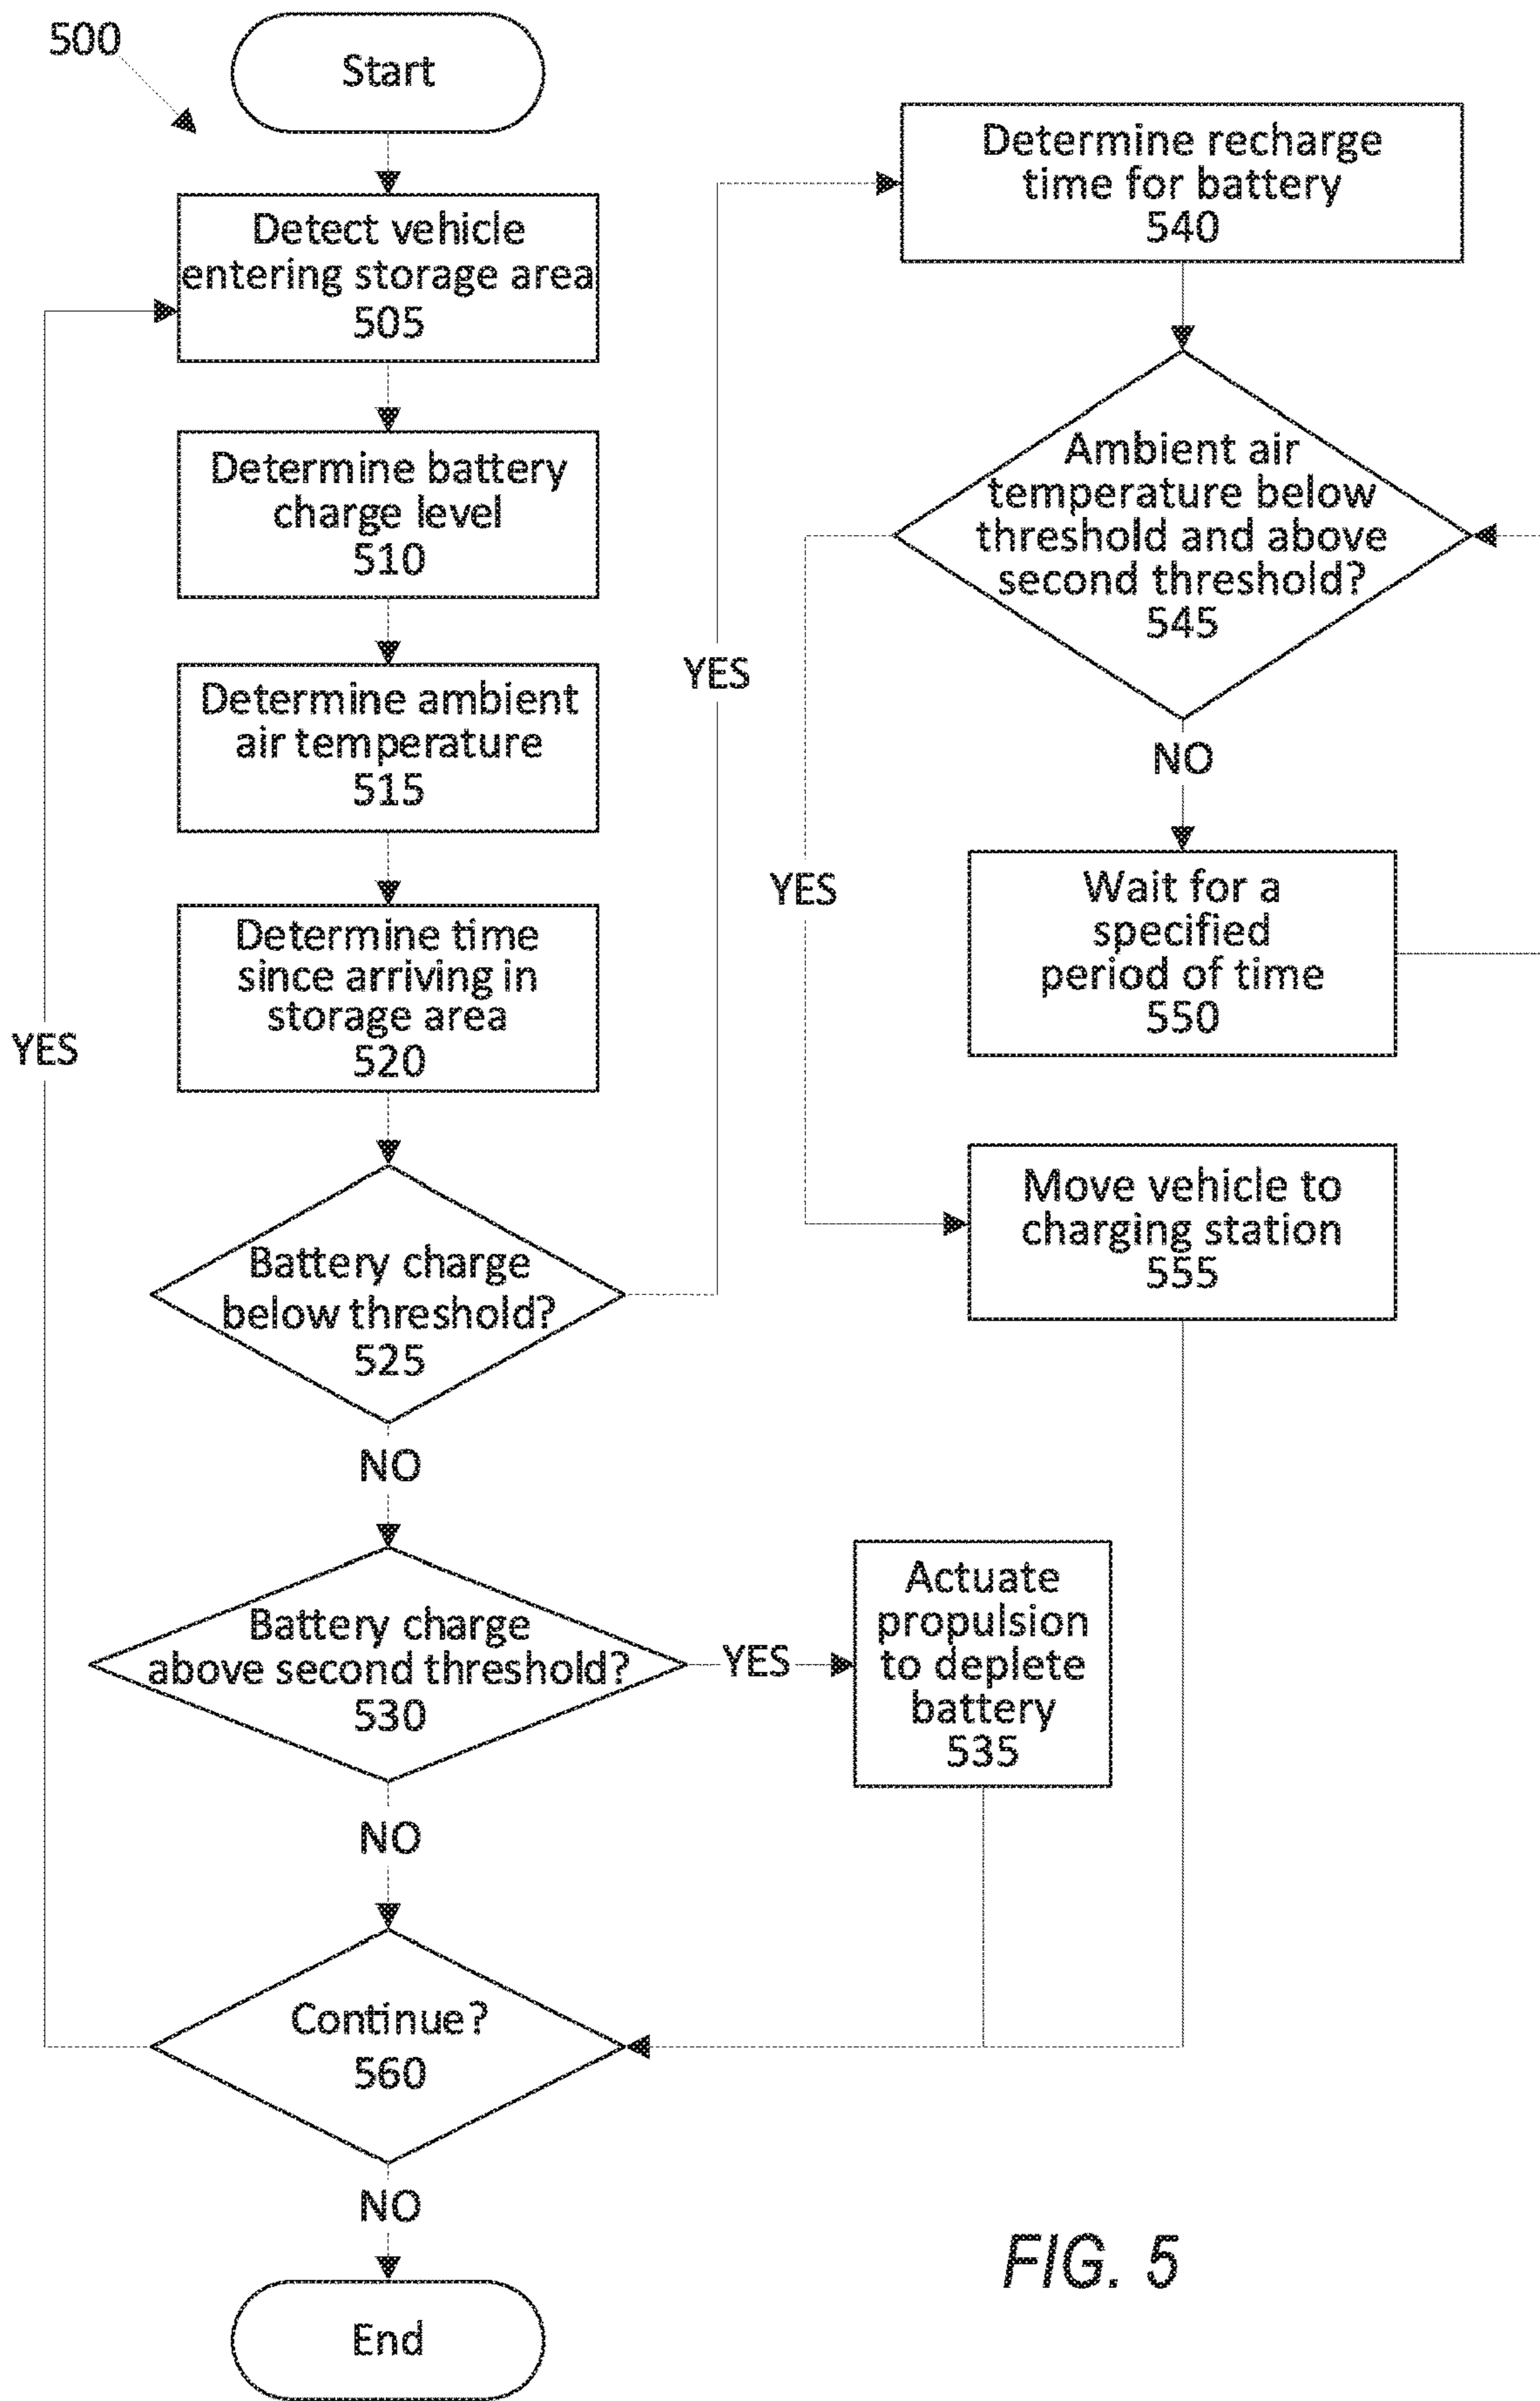 500
Start
Detect vehicle
entering storage area
505
Determine battery
charge level
510
Determine ambient
air temperature
515
Determine time
since arriving in
storage area
520
YES
Battery charge
below threshold?
525
YES
NO
Battery charge
above second threshold?
530
YES
Actuate
propulsion
to deplete
battery
535
NO
Continue?
560
NO
End
Determine recharge
time for battery
540
Ambient air
temperature below
threshold and above
second threshold?
545
NO
YES
Wait for a
specified
period of time
550
Move vehicle to
charging station
555
FIG. 5